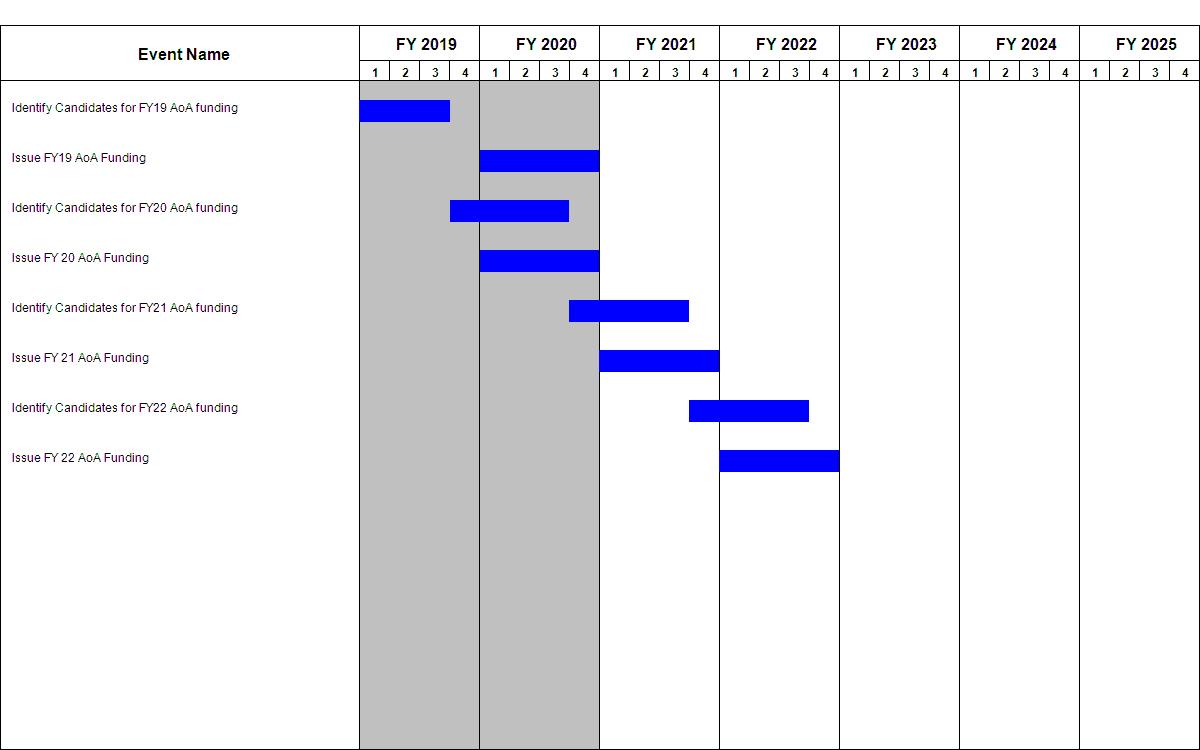 Event Name
FY 2019 FY 2020 FY 2021 FY 2022 FY 2023 FY 2024 FY 2025
1 2 3 4 1 2 3 4 1 2 3 4 1 2 3 4 1 2 3 4 1 2 3 4 1 2 3 4
Identify Candidates for FY19 AoA funding
Issue FY19 AoA Funding
Identify Candidates for FY20 AoA funding
Issue FY 20 AoA Funding
Identify Candidates for FY21 AoA funding
Issue FY 21 AoA Funding
Identify Candidates for FY22 AoA funding
Issue FY 22 AoA Funding